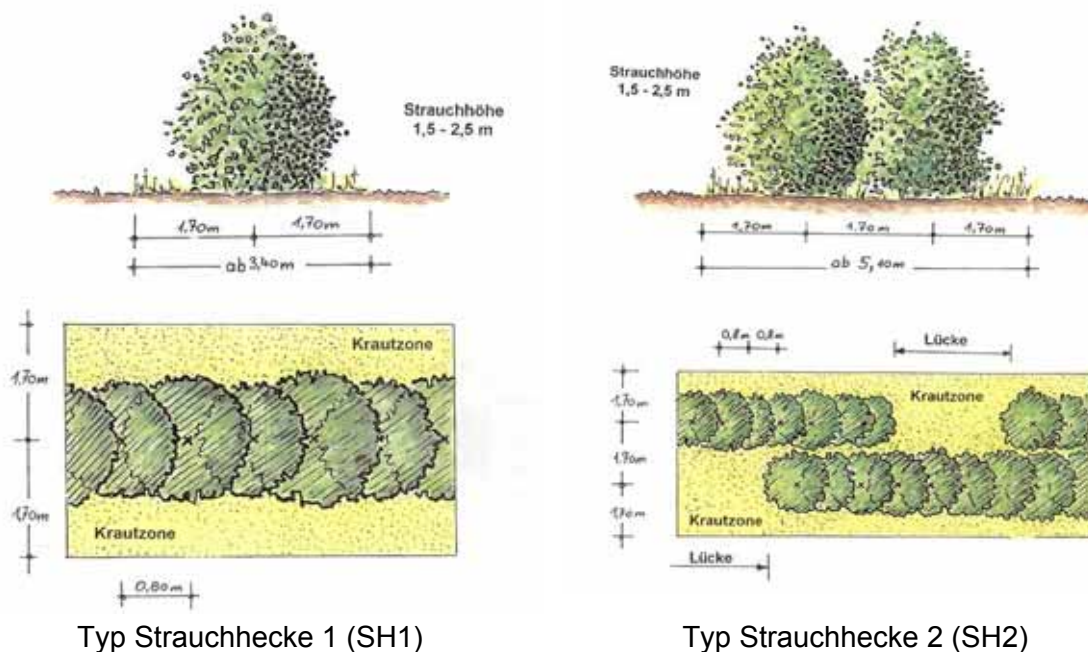 Strauchhöhe
1,5 - 2,5 m
1,70m
1,70m
ab 3,40m
Krautzone
1,70m
1,70m
Krautzone
0,80m
Typ Strauchhecke 1 (SH1)
Strauchhöhe
1,5 - 2,5 m
1,70m
1,70m
1,70m
ab 5,10m
0,8m
0,8m
Lücke
Krautzone
1,70m
1,70m
1,70m
Krautzone
Lücke
Typ Strauchhecke 2 (SH2)